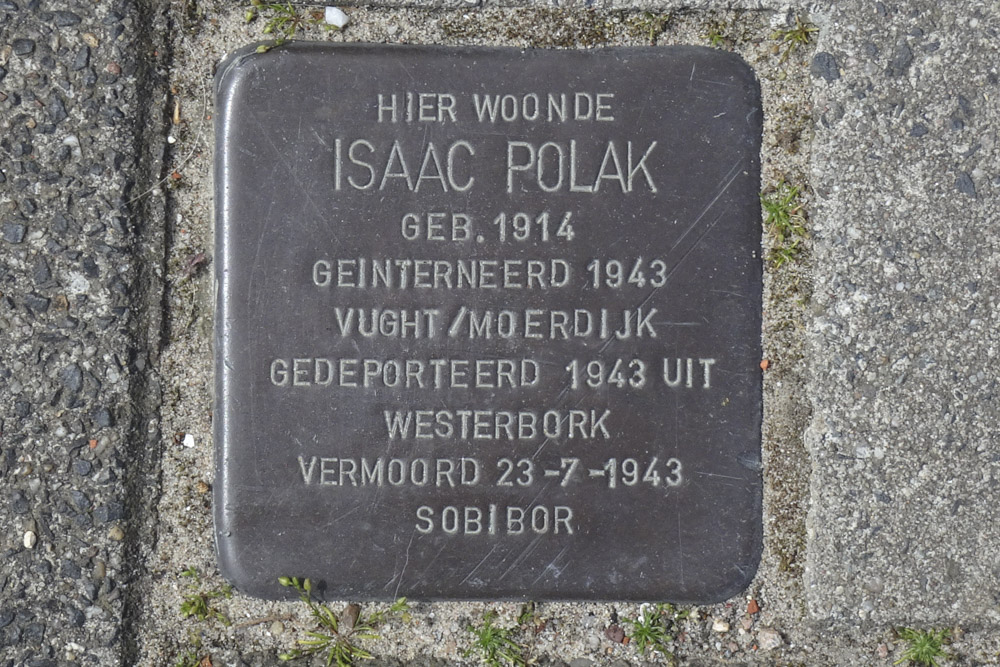 HIER WOONDE
ISAAC POLAK
GEB. 1914
GEINTERNEERD 1943
VUGHT/MOERDIJK
GEDEPORTEERD 1943 UIT
WESTERBORK
VERMOORD 23-7-1943
SOBIBOR